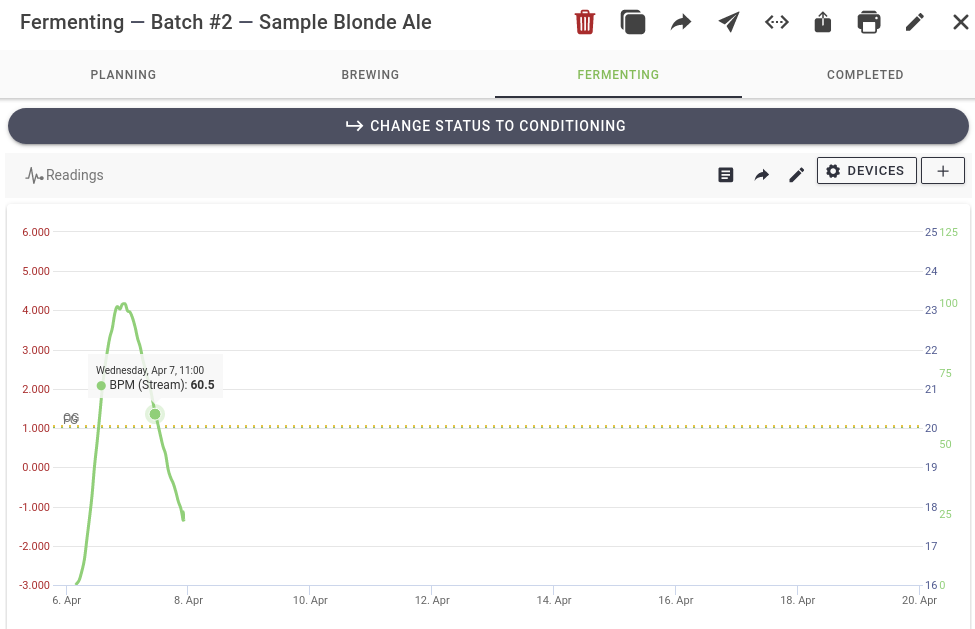 Fermenting — Batch #2 — Sample Blonde Ale
PLANNING BREWING FERMENTING COMPLETED
CHANGE STATUS TO CONDITIONING
Readings DEVICES +
6.000 25 125
5.000 24
4.000 23 100
3.000 22
Wednesday, Apr 7, 11:00
BPM (Stream): 60.5
75
2.000 21
OG
FG
1.000 20
50
0.000 19
-1.000 18
25
-2.000 17
-3.000 16 0
6. Apr 8. Apr 10. Apr 12. Apr 14. Apr 16. Apr 18. Apr 20. Apr